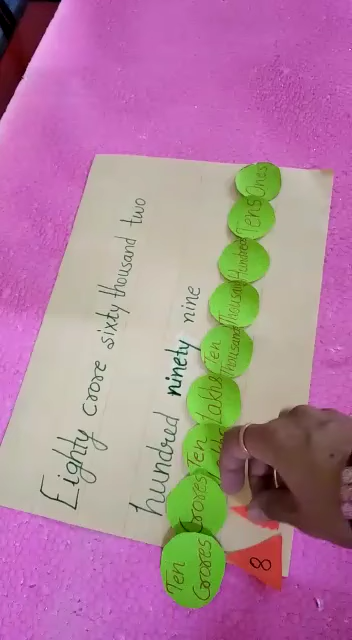 Eighty crore sixty thousand two
hundred ninety nine
Ten Crores
Crores
Ten
Lakhs
Ten Thousand
Thousand
Hundred
Tens
Ones
8